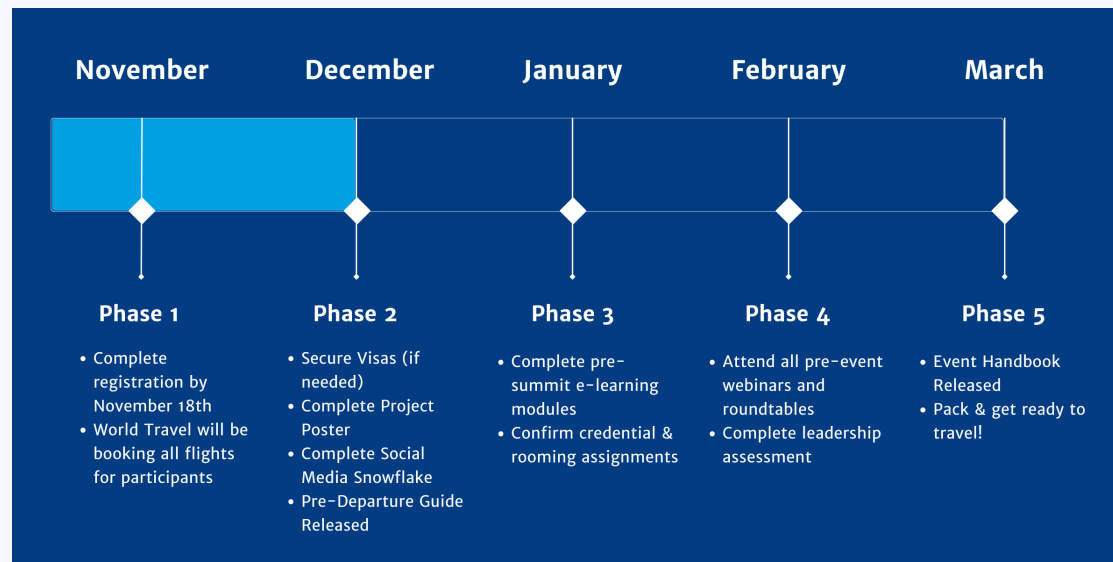 November
December
January
February
March
Phase 1
• Complete
registration by
November 18th
• World Travel will be
booking all flights
for participants
Phase 2
• Secure Visas (if
needed)
• Complete Project
Poster
• Complete Social
Media Snowflake
• Pre-Departure Guide
Released
Phase 3
• Complete pre-
summit e-learning
modules
• Confirm credential &
rooming assignments
Phase 4
• Attend all pre-event
webinars and
roundtables
• Complete leadership
assessment
Phase 5
• Event Handbook
Released
• Pack & get ready to
travel!